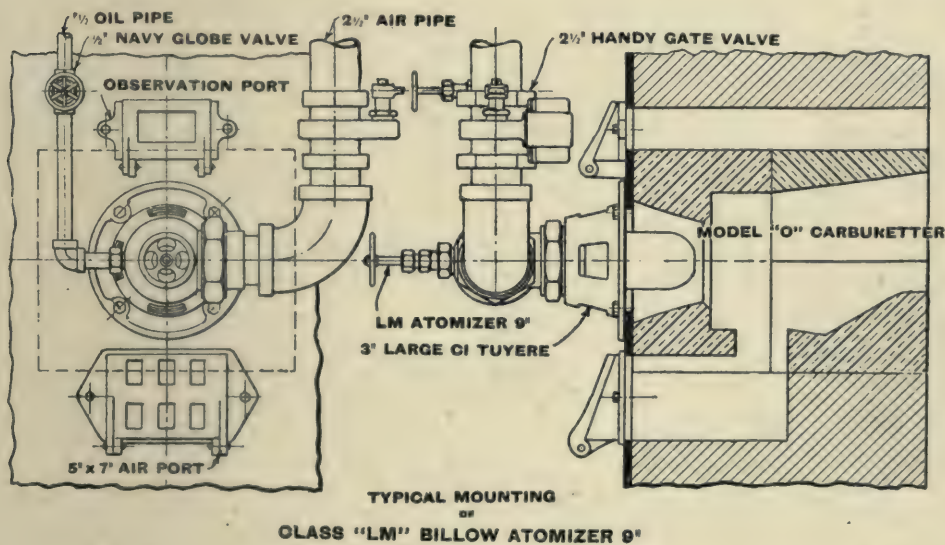 ½" OIL PIPE
½" NAVY GLOBE VALVE
OBSERVATION PORT
2½" AIR PIPE
2½" HANDY GATE VALVE
MODEL "O" CARBURETTER
LM ATOMIZER 9"
3" LARGE CI TUYERE
5" x 7" AIR PORT
TYPICAL MOUNTING
OF
CLASS "LM" BILLOW ATOMIZER 9"